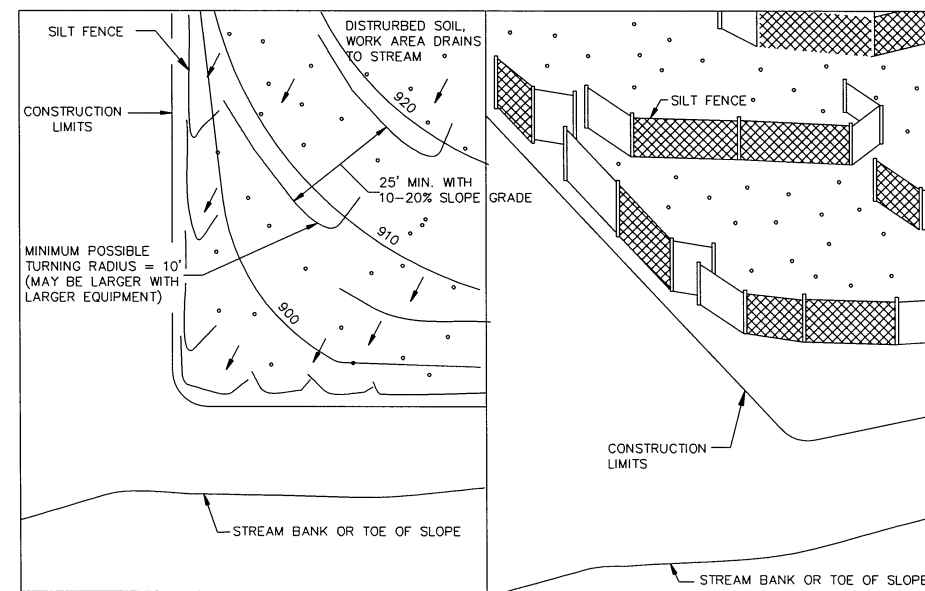 SILT FENCE
DISTRURBED SOIL,
WORK AREA DRAINS
TO STREAM
CONSTRUCTION
LIMITS
920
25' MIN. WITH
10–20% SLOPE GRADE
910
MINIMUM POSSIBLE
TURNING RADIUS = 10'
(MAY BE LARGER WITH
LARGER EQUIPMENT)
900
STREAM BANK OR TOE OF SLOPE
SILT FENCE
CONSTRUCTION
LIMITS
STREAM BANK OR TOE OF SLOPE